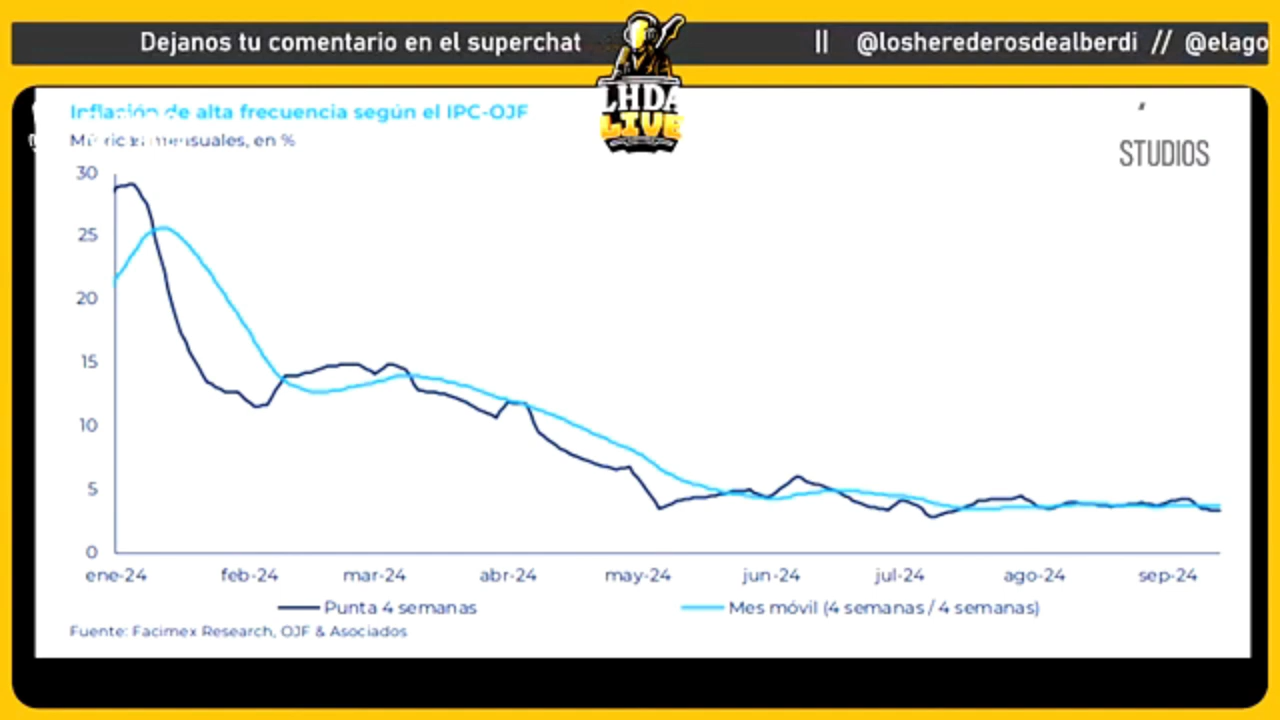 Dejanos tu comentario en el superchat
|| @losherederosdealberdi // @elago
LHDA
LIVE
STUDIOS
Inflación de alta frecuencia según el IPC-OJF
mensuales, en %
30
25
20
15
10
5
0
ene-24 feb-24 mar-24 abr-24 may-24 jun-24 jul-24 ago-24 sep-24
Punta 4 semanas Mes móvil (4 semanas / 4 semanas)
Fuente: Facimex Research, OJF & Asociados